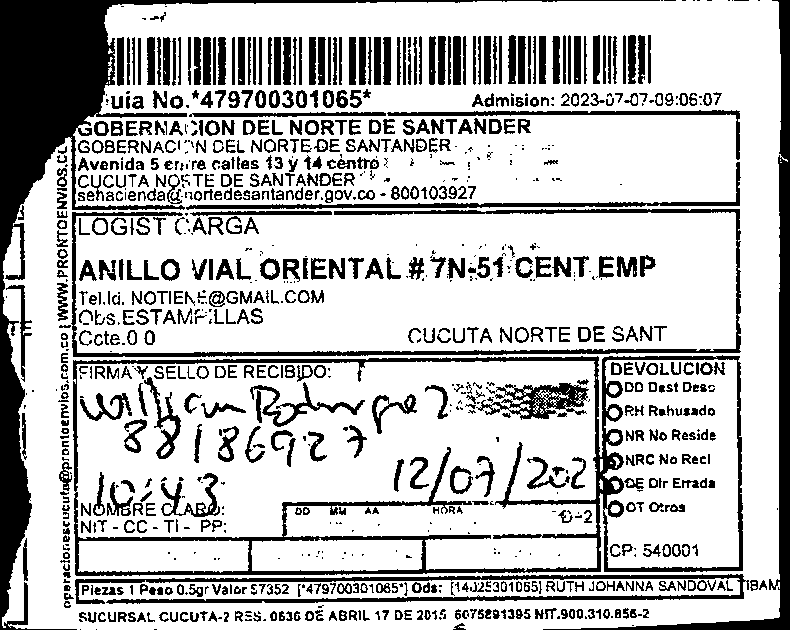 uía No.*479700301065*
Admision: 2023-07-07-09:06:07
GOBERNACION DEL NORTE DE SANTANDER
GOBERNACION DEL NORTE DE SANTANDER
Avenida 5 entre calles 13 y 14 centro
CUCUTA NORTE DE SANTANDER
sehacienda@nortedesantander.gov.co - 800103927
LOGIST CARGA
ANILLO VIAL ORIENTAL # 7N-51 CENT EMP
Tel.Id. NOTIENE@GMAIL.COM
Obs.ESTAMPILLAS
Ccte.0 0
CUCUTA NORTE DE SANT
FIRMA Y SELLO DE RECIBIDO:
William Rodriguez
88186927
10:43
12/07/202
NOMBRE CLARO:
NIT - CC - TI - PP:
DD MM AA HORA
D-2
DEVOLUCION
DD Dest Desc
RH Rehusado
NR No Reside
NRC No Recl
DE Dir Errada
OT Otros
CP: 540001
Piezas 1 Peso 0.5gr Valor $7352 [*479700301065*] Ods: [14025301065] RUTH JOHANNA SANDOVAL TIBAM
SUCURSAL CUCUTA-2 RES. 0636 DE ABRIL 17 DE 2015 6075891395 NIT.900.310.856-2
operacionescucuta@prontoenvios.com.co | WWW.PRONTOENVIOS.CO
TE